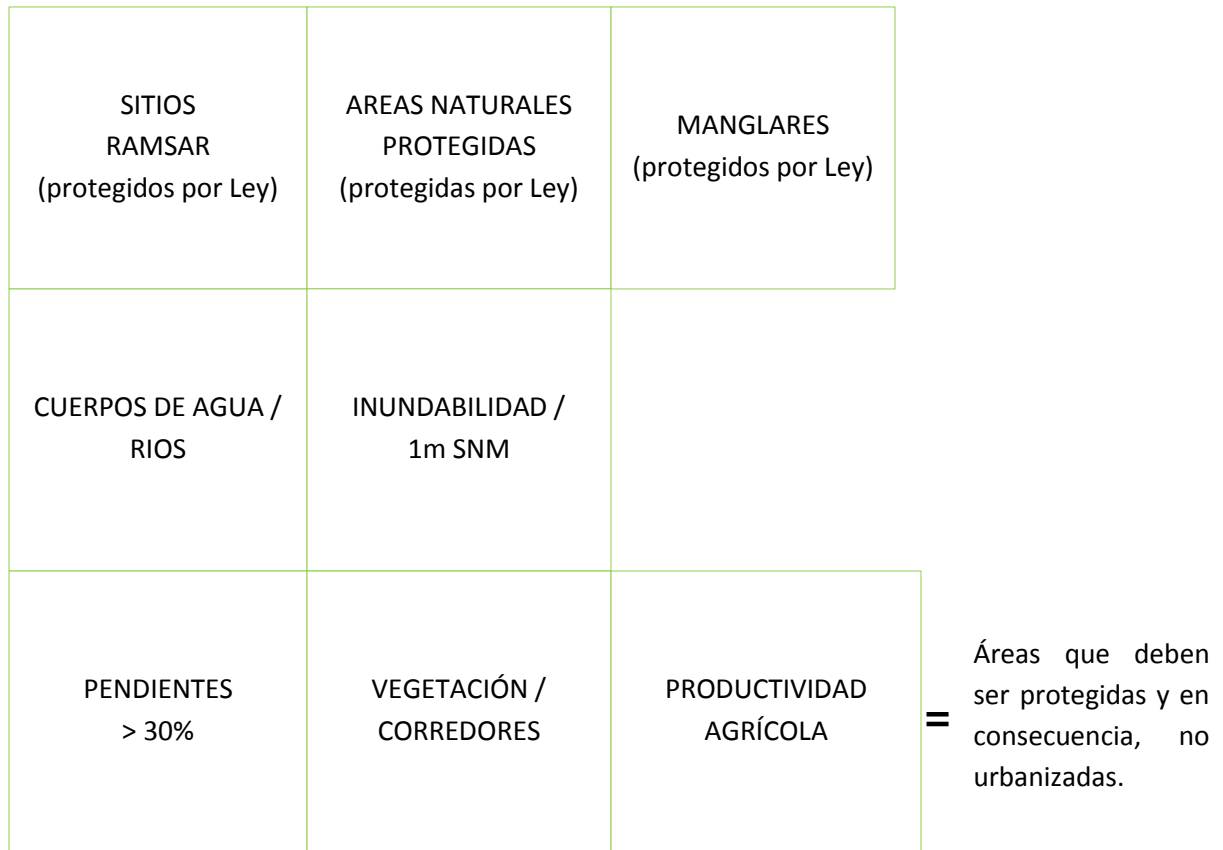 SITIOS
RAMSAR
(protegidos por Ley)
AREAS NATURALES
PROTEGIDAS
(protegidas por Ley)
MANGLARES
(protegidos por Ley)
CUERPOS DE AGUA /
RIOS
INUNDABILIDAD /
1m SNM
PENDIENTES
> 30%
VEGETACIÓN /
CORREDORES
PRODUCTIVIDAD
AGRÍCOLA
=
Áreas que deben
ser protegidas y en
consecuencia, no
urbanizadas.